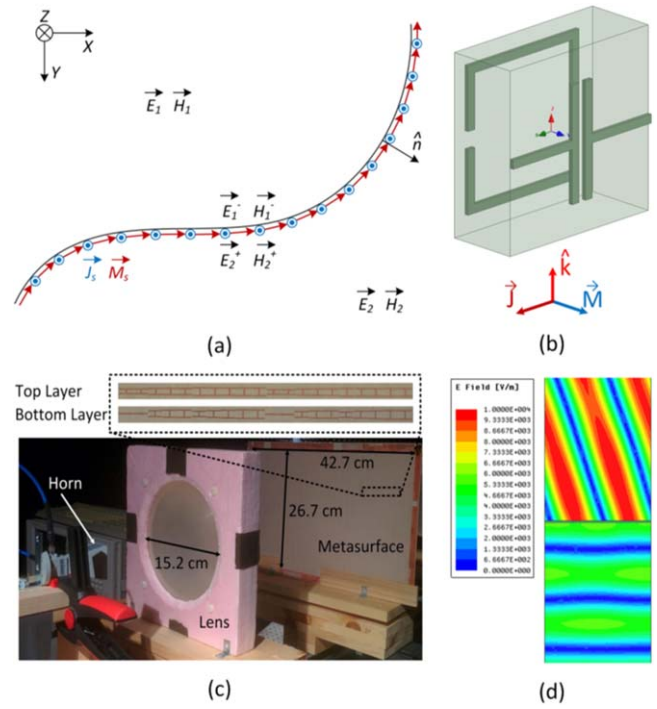 Z
X
Y
E₁ H₁
n̂
E₁⁻ H₁⁻
E₂⁺ H₂⁺
Jₛ Mₛ
E₂ H₂
(a)
k̂
J M
(b)
Top Layer
Bottom Layer
Horn
42.7 cm
26.7 cm
15.2 cm
Metasurface
Lens
(c)
E Field [V/m]
1.0000E+004
9.3333E+003
8.6667E+003
8.0000E+003
7.3333E+003
6.6667E+003
6.0000E+003
5.3333E+003
4.6667E+003
4.0000E+003
3.3333E+003
2.6667E+003
2.0000E+003
1.3333E+003
6.6667E+002
0.0000E+000
(d)